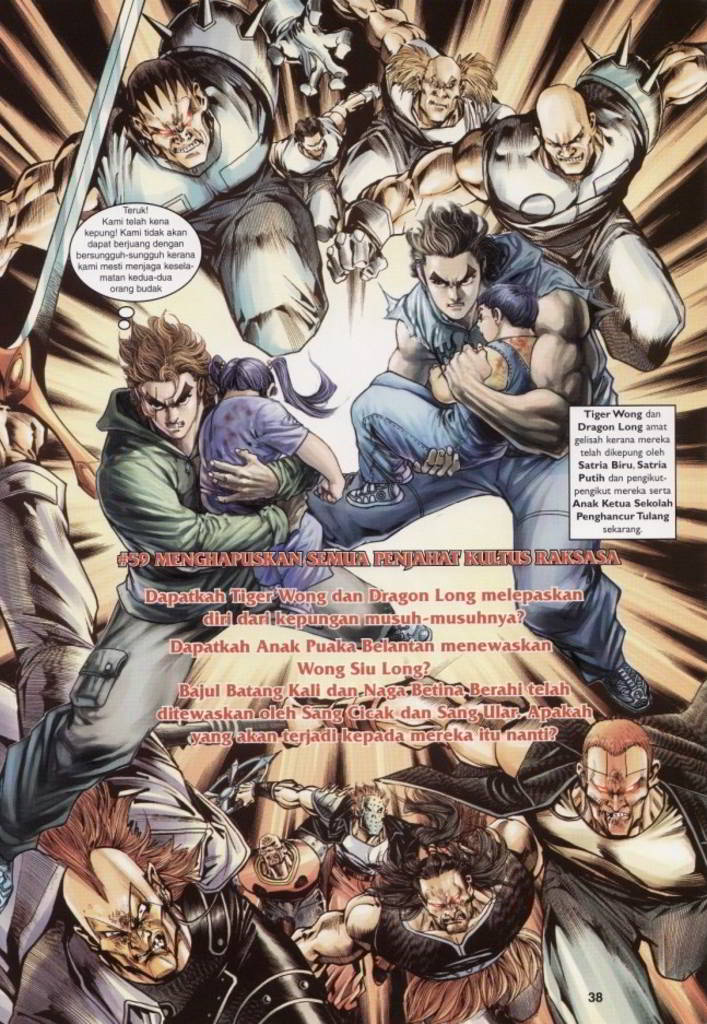 Teruk!
Kami telah kena
kepung! Kami tidak akan
dapat berjuang dengan
bersungguh-sungguh kerana
kami mesti menjaga kesela-
matan kedua-dua
orang budak
Tiger Wong dan
Dragon Long amat
gelisah kerana mereka
telah dikepung oleh
Satria Biru, Satria
Putih dan pengikut-
pengikut mereka serta
Anak Ketua Sekolah
Penghancur Tulang
sekarang.
#59 MENGHAPUSKAN SEMUA PENJAHAT KULTUS RAKSASA
Dapatkah Tiger Wong dan Dragon Long melepaskan
diri dari kepungan musuh-musuhnya?
Dapatkah Anak Puaka Belantan menewaskan
Wong Siu Long?
Bajul Batang Kali dan Naga Betina Berahi telah
ditewaskan oleh Sang Cicak dan Sang Ular. Apakah
yang akan terjadi kepada mereka itu nanti?
38